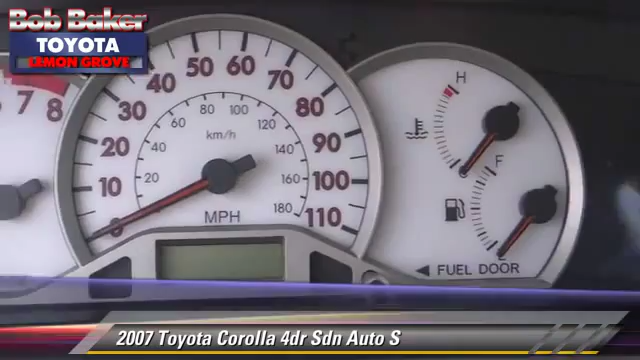 Bob Baker
TOYOTA
LEMON GROVE
7
8
0
10
20
30
40
50
60
70
80
90
100
110
20
40
60
80
100
120
140
160
180
km/h
MPH
H
F
FUEL DOOR
2007 Toyota Corolla 4dr Sdn Auto S